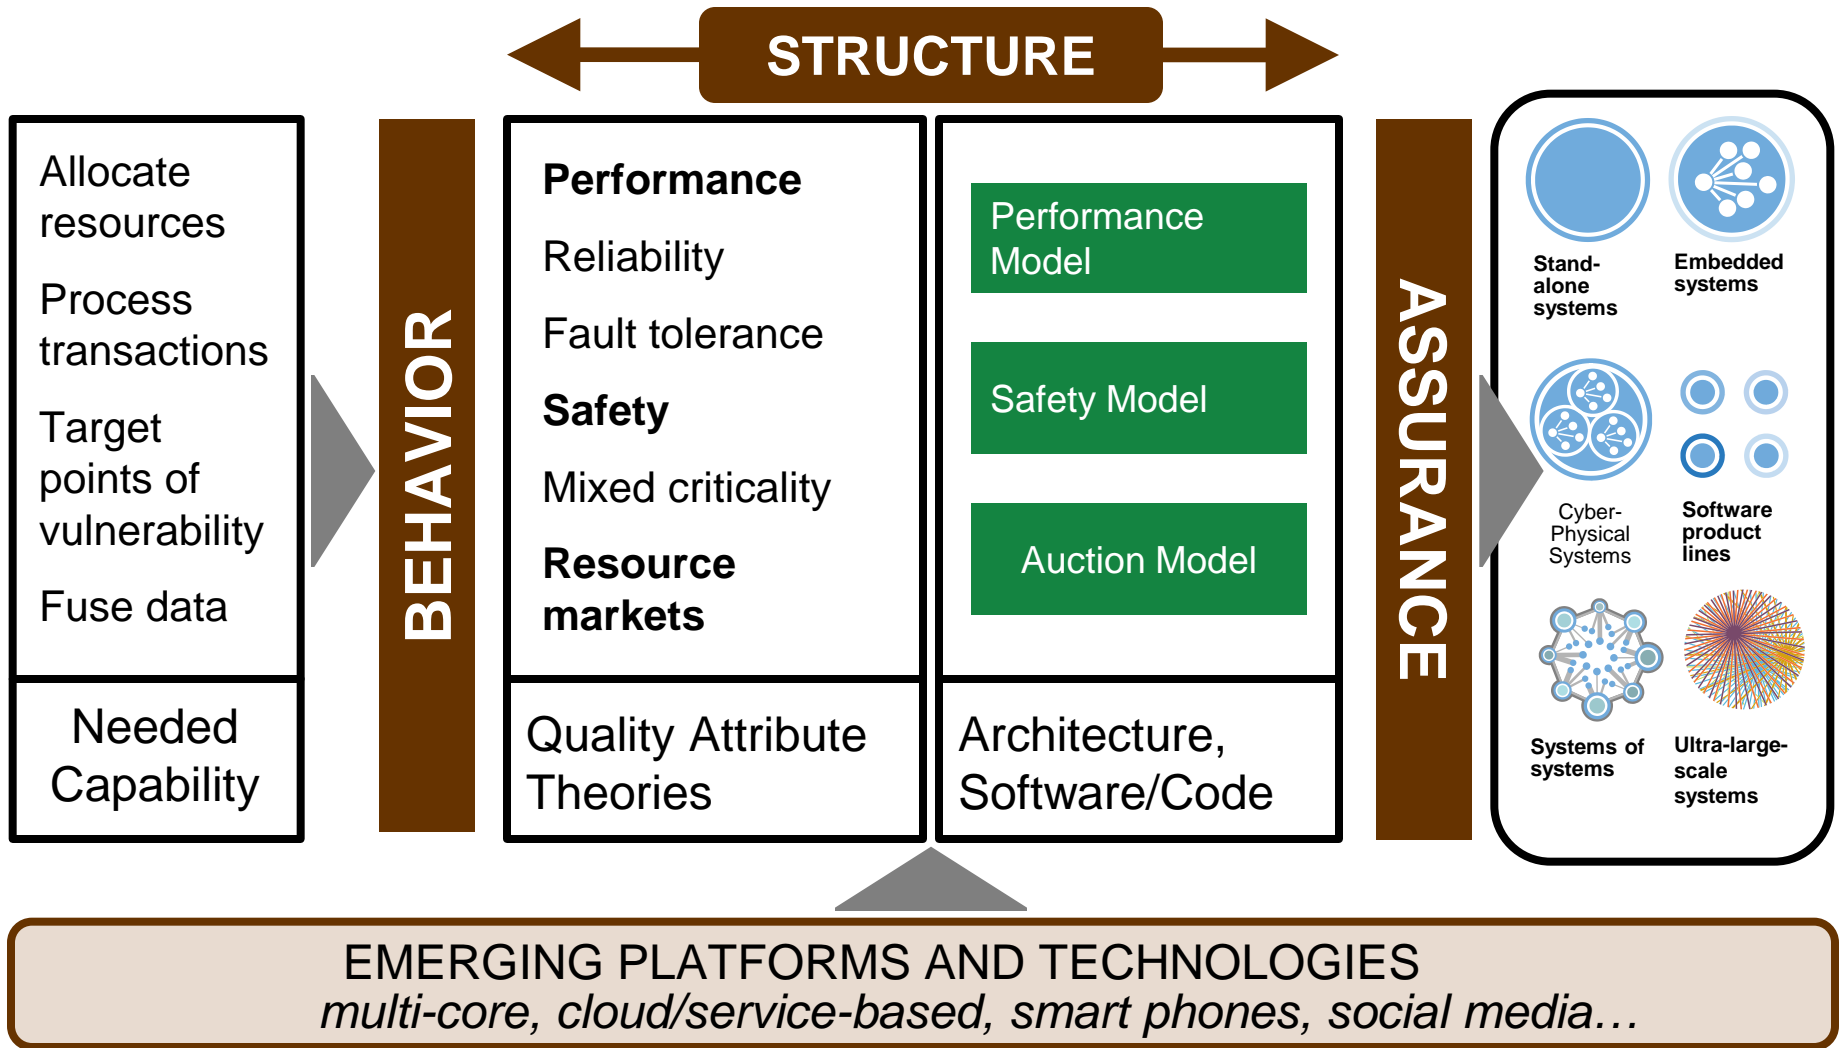 STRUCTURE
Allocate
resources
Process
transactions
Target
points of
vulnerability
Fuse data
Needed
Capability
BEHAVIOR
Performance
Reliability
Fault tolerance
Safety
Mixed criticality
Resource
markets
Quality Attribute
Theories
Performance
Model
Safety Model
Auction Model
Architecture,
Software/Code
ASSURANCE
Stand-
alone
systems
Embedded
systems
Cyber-
Physical
Systems
Software
product
lines
Systems of
systems
Ultra-large-
scale
systems
EMERGING PLATFORMS AND TECHNOLOGIES
multi-core, cloud/service-based, smart phones, social media…